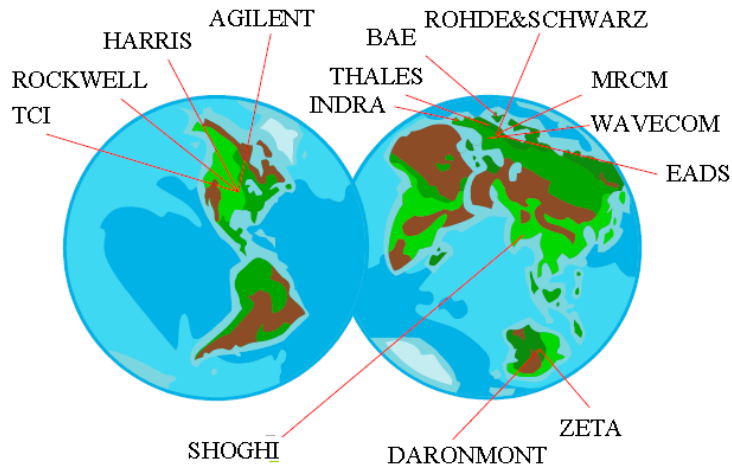 AGILENT
HARRIS
ROCKWELL
TCI
ROHDE&SCHWARZ
BAE
THALES
MRCM
INDRA
WAVECOM
EADS
SHOGHI
DARONMONT
ZETA